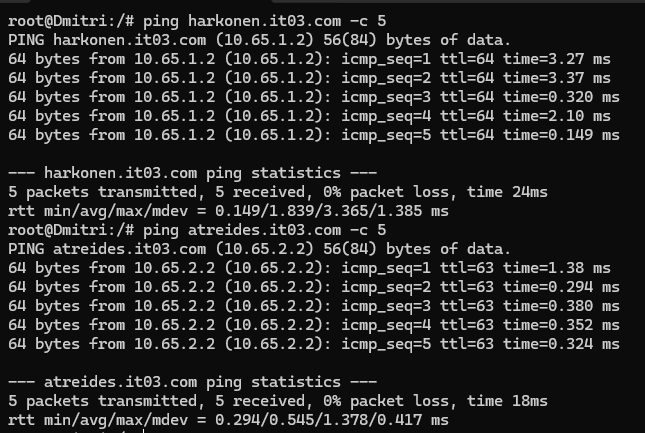 root@Dmitri:/# ping harkonen.it03.com -c 5
PING harkonen.it03.com (10.65.1.2) 56(84) bytes of data.
64 bytes from 10.65.1.2 (10.65.1.2): icmp_seq=1 ttl=64 time=3.27 ms
64 bytes from 10.65.1.2 (10.65.1.2): icmp_seq=2 ttl=64 time=3.37 ms
64 bytes from 10.65.1.2 (10.65.1.2): icmp_seq=3 ttl=64 time=0.320 ms
64 bytes from 10.65.1.2 (10.65.1.2): icmp_seq=4 ttl=64 time=2.10 ms
64 bytes from 10.65.1.2 (10.65.1.2): icmp_seq=5 ttl=64 time=0.149 ms

--- harkonen.it03.com ping statistics ---
5 packets transmitted, 5 received, 0% packet loss, time 24ms
rtt min/avg/max/mdev = 0.149/1.839/3.365/1.385 ms
root@Dmitri:/# ping atreides.it03.com -c 5
PING atreides.it03.com (10.65.2.2) 56(84) bytes of data.
64 bytes from 10.65.2.2 (10.65.2.2): icmp_seq=1 ttl=63 time=1.38 ms
64 bytes from 10.65.2.2 (10.65.2.2): icmp_seq=2 ttl=63 time=0.294 ms
64 bytes from 10.65.2.2 (10.65.2.2): icmp_seq=3 ttl=63 time=0.380 ms
64 bytes from 10.65.2.2 (10.65.2.2): icmp_seq=4 ttl=63 time=0.352 ms
64 bytes from 10.65.2.2 (10.65.2.2): icmp_seq=5 ttl=63 time=0.324 ms

--- atreides.it03.com ping statistics ---
5 packets transmitted, 5 received, 0% packet loss, time 18ms
rtt min/avg/max/mdev = 0.294/0.545/1.378/0.417 ms